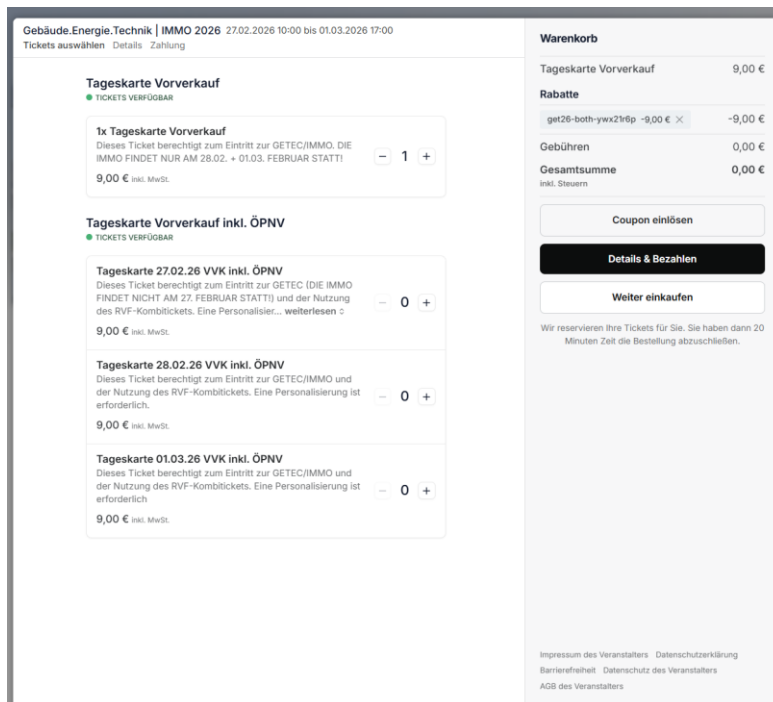 Gebäude.Energie.Technik | IMMO 2026 27.02.2026 10:00 bis 01.03.2026 17:00
Tickets auswählen Details Zahlung
Tageskarte Vorverkauf
TICKETS VERFÜGBAR
1x Tageskarte Vorverkauf
Dieses Ticket berechtigt zum Eintritt zur GETEC/IMMO. DIE
IMMO FINDET NUR AM 28.02. + 01.03. FEBRUAR STATT!
9,00 € inkl. MwSt.
− 1 +
Tageskarte Vorverkauf inkl. ÖPNV
TICKETS VERFÜGBAR
Tageskarte 27.02.26 VVK inkl. ÖPNV
Dieses Ticket berechtigt zum Eintritt zur GETEC (DIE IMMO
FINDET NICHT AM 27. FEBRUAR STATT!) und der Nutzung
des RVF-Kombitickets. Eine Personalisier... weiterlesen
9,00 € inkl. MwSt.
− 0 +
Tageskarte 28.02.26 VVK inkl. ÖPNV
Dieses Ticket berechtigt zum Eintritt zur GETEC/IMMO und
der Nutzung des RVF-Kombitickets. Eine Personalisierung ist
erforderlich.
9,00 € inkl. MwSt.
− 0 +
Tageskarte 01.03.26 VVK inkl. ÖPNV
Dieses Ticket berechtigt zum Eintritt zur GETEC/IMMO und
der Nutzung des RVF-Kombitickets. Eine Personalisierung ist
erforderlich
9,00 € inkl. MwSt.
− 0 +
Warenkorb
Tageskarte Vorverkauf 9,00 €
Rabatte
get26-both-ywx21r6p -9,00 € × -9,00 €
Gebühren 0,00 €
Gesamtsumme 0,00 €
inkl. Steuern
Coupon einlösen
Details & Bezahlen
Weiter einkaufen
Wir reservieren Ihre Tickets für Sie. Sie haben dann 20
Minuten Zeit die Bestellung abzuschließen.
Impressum des Veranstalters Datenschutzerklärung
Barrierefreiheit Datenschutz des Veranstalters
AGB des Veranstalters